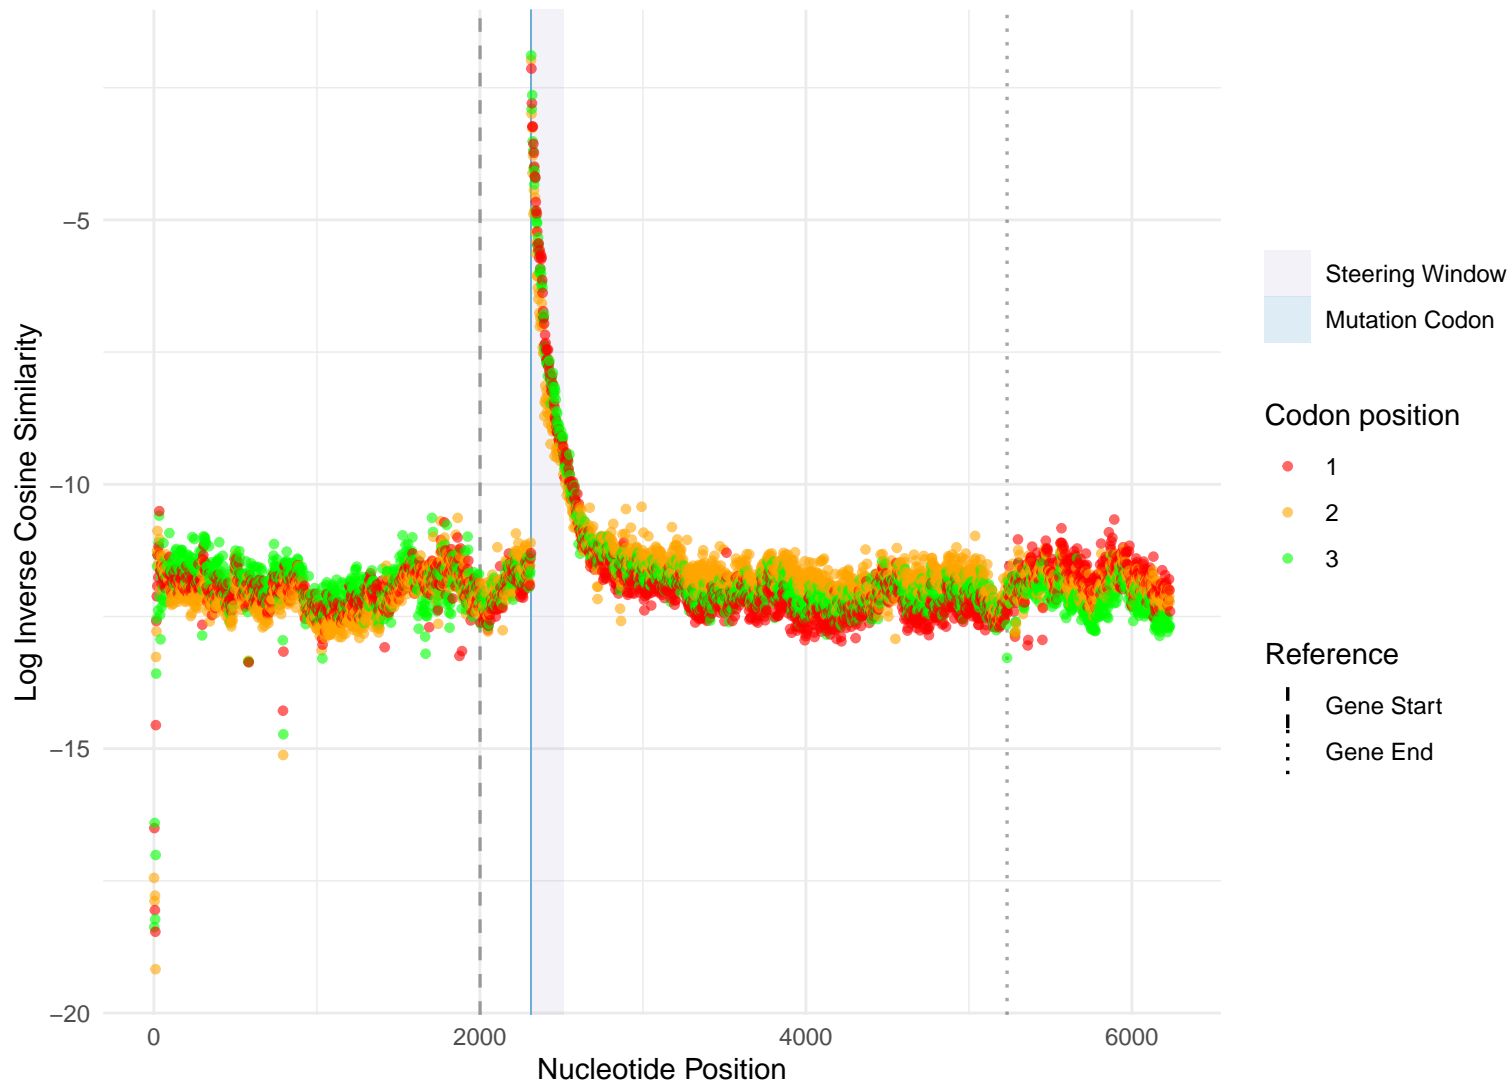 Log Inverse Cosine Similarity
−5
−10
−15
−20
0
2000
4000
6000
Nucleotide Position
Steering Window
Mutation Codon
Codon position
1
2
3
Reference
Gene Start
Gene End